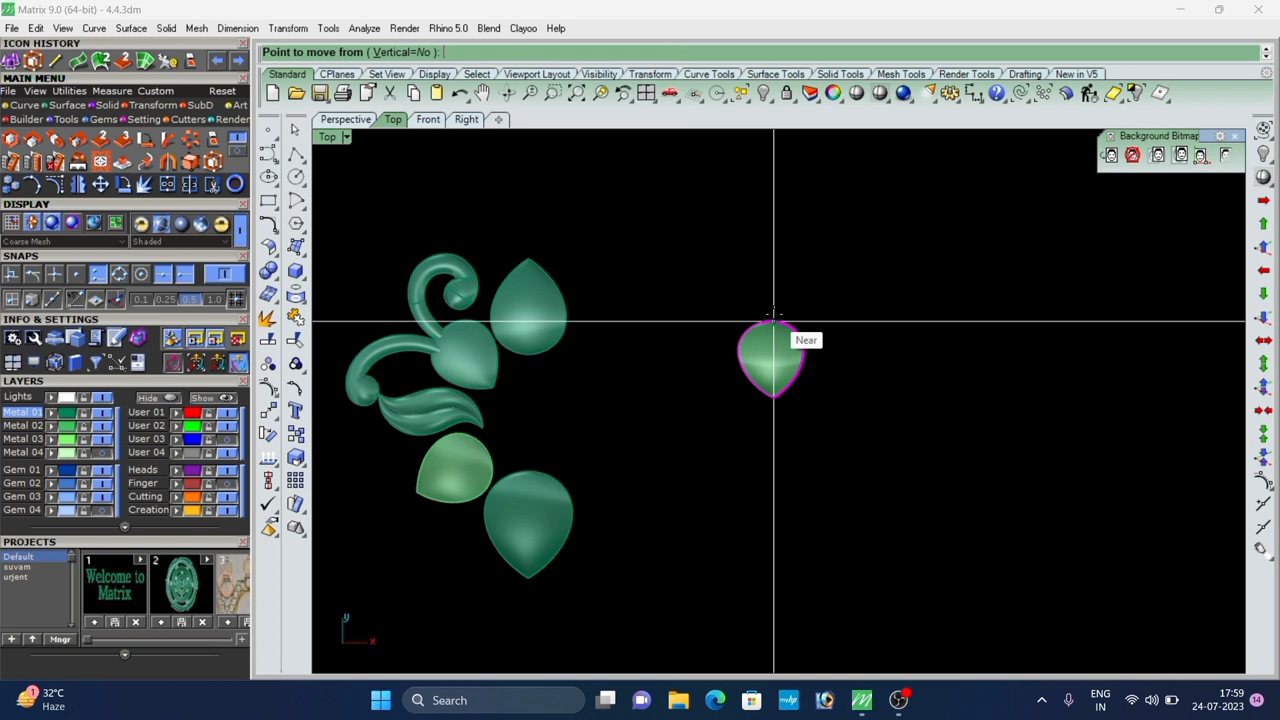 Matrix 9.0 (64-bit) - 4.4.3dm
File Edit View Curve Surface Solid Mesh Dimension Transform Tools Analyze Render Rhino 5.0 Blend Clayoo Help
ICON HISTORY
Point to move from ( Vertical=No ):
MAIN MENU
File View Utilities Measure Custom Reset
Curve Surface Solid Transform SubD Art
Builder Tools Gems Setting Cutters Render
Standard CPlanes Set View Display Select Viewport Layout Visibility Transform Curve Tools Surface Tools Solid Tools Mesh Tools Render Tools Drafting New in V5
Perspective Top Front Right
Top
Background Bitmap
DISPLAY
Coarse Mesh Shaded
SNAPS
0.1 0.25 0.5 1.0
INFO & SETTINGS
LAYERS
Lights Hide Show
Metal 01 User 01
Metal 02 User 02
Metal 03 User 03
Metal 04 User 04
Gem 01 Heads
Gem 02 Finger
Gem 03 Cutting
Gem 04 Creation
Near
PROJECTS
Default
suvam
urjent
1 2 3
Welcome to
Matrix
Mngr
y
x
1
32°C
Haze
Search
ENG
IN
17:59
24-07-2023
14